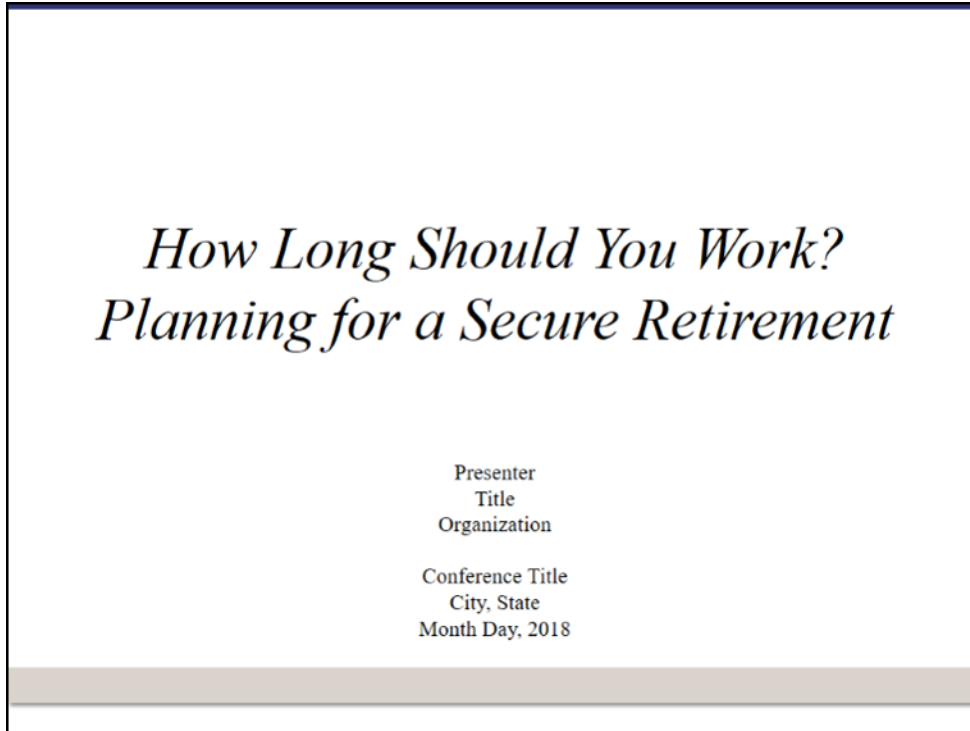 How Long Should You Work?
Planning for a Secure Retirement
Presenter
Title
Organization
Conference Title
City, State
Month Day, 2018